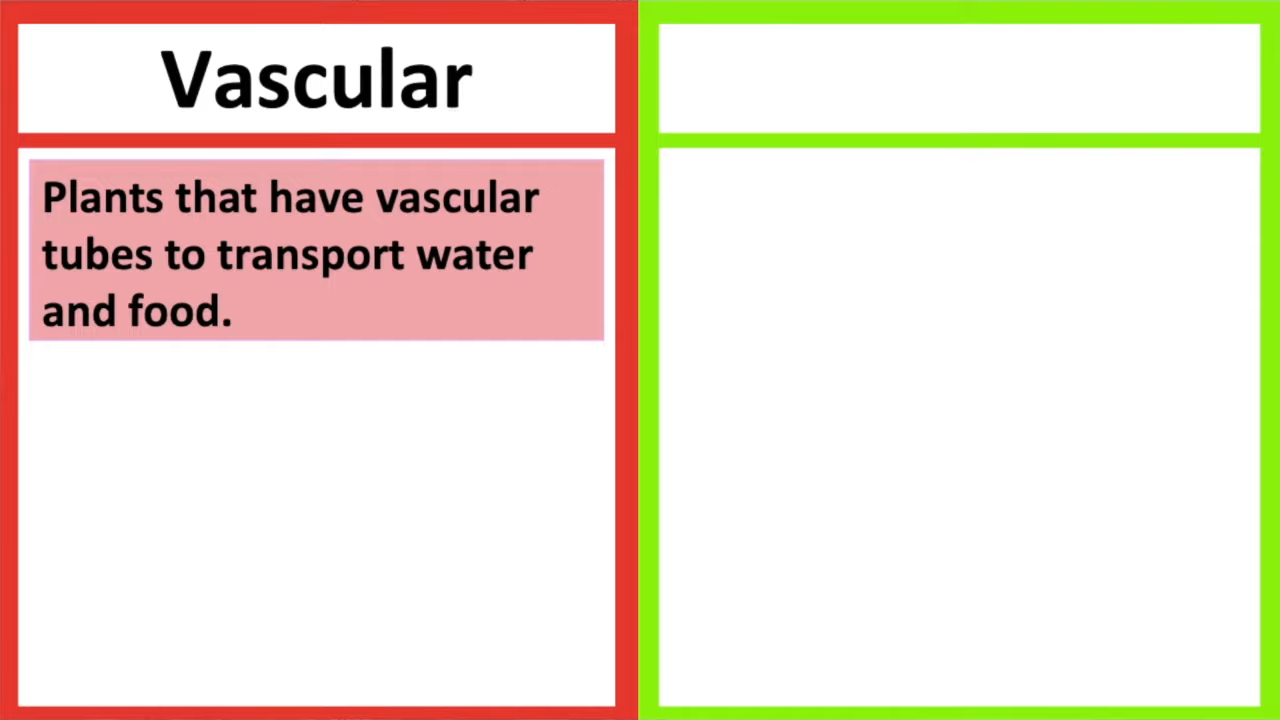 Vascular
Plants that have vascular
tubes to transport water
and food.